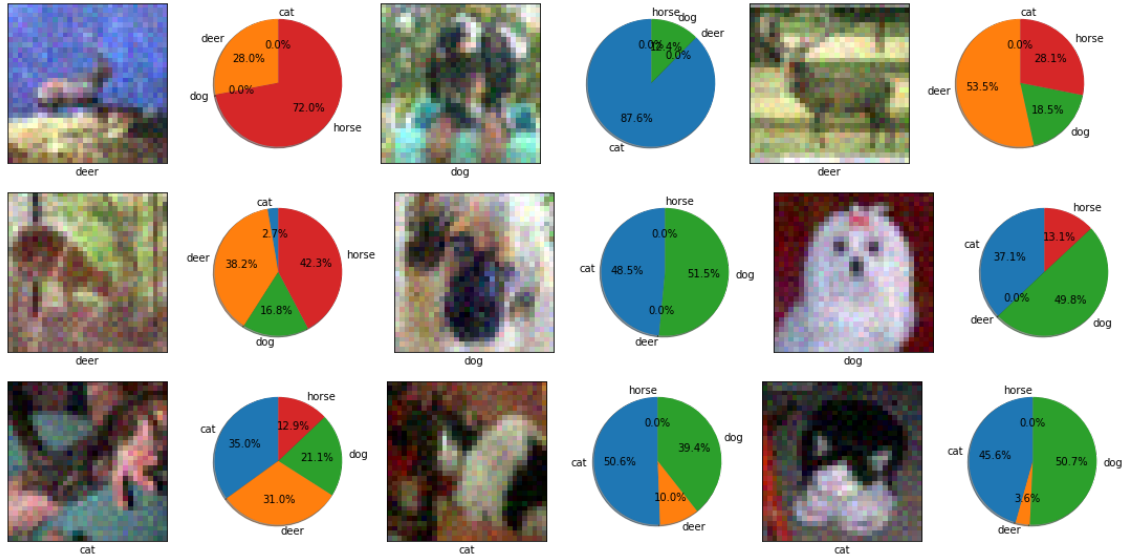 deer
cat
deer
0.0%
28.0%
0.0%
dog
72.0%
horse
dog
horse
dog
deer
0.0%
12.4%
0.0%
87.6%
cat
deer
cat
0.0%
horse
28.1%
deer
53.5%
18.5%
dog
deer
cat
2.7%
horse
42.3%
deer
38.2%
16.8%
dog
dog
horse
0.0%
cat
48.5%
51.5%
dog
0.0%
deer
dog
horse
13.1%
cat
37.1%
0.0%
49.8%
deer
dog
cat
horse
12.9%
cat
35.0%
21.1%
dog
31.0%
deer
cat
horse
0.0%
39.4%
dog
cat
50.6%
10.0%
deer
cat
horse
0.0%
cat
45.6%
50.7%
dog
3.6%
deer